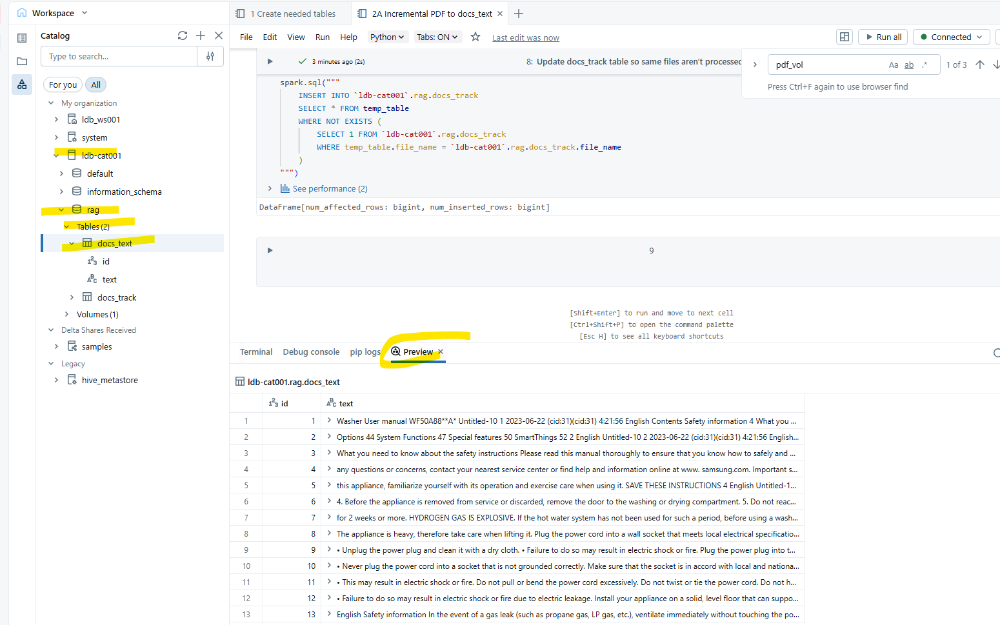 Workspace
1 Create needed tables
2A Incremental PDF to docs_text
Catalog
File Edit View Run Help Python Tabs: ON Last edit was now
Run all
Connected
Type to search...
For you
All
My organization
ldb_ws001
system
ldb-cat001
default
information_schema
rag
Tables (2)
docs_text
id
text
docs_track
Volumes (1)
Delta Shares Received
samples
Legacy
hive_metastore
3 minutes ago (2s)
8: Update docs_track table so same files aren't processed
pdf_vol
Aa ab .* 1 of 3
Press Ctrl+F again to use browser find
spark.sql("""
INSERT INTO `ldb-cat001`.rag.docs_track
SELECT * FROM temp_table
WHERE NOT EXISTS (
SELECT 1 FROM `ldb-cat001`.rag.docs_track
WHERE temp_table.file_name = `ldb-cat001`.rag.docs_track.file_name
)
""")
See performance (2)
DataFrame[num_affected_rows: bigint, num_inserted_rows: bigint]
9
[Shift+Enter] to run and move to next cell
[Ctrl+Shift+P] to open the command palette
[Esc H] to see all keyboard shortcuts
Terminal Debug console pip logs Preview
ldb-cat001.rag.docs_text
123 id ABC text
1 1 Washer User manual WF50A88**A* Untitled-10 1 2023-06-22 (cid:31)(cid:31) 4:21:56 English Contents Safety information 4 What you ...
2 2 Options 44 System Functions 47 Special features 50 SmartThings 52 2 English Untitled-10 2 2023-06-22 (cid:31)(cid:31) 4:21:56 English...
3 3 What you need to know about the safety instructions Please read this manual thoroughly to ensure that you know how to safely and ...
4 4 any questions or concerns, contact your nearest service center or find help and information online at www. samsung.com. Important s...
5 5 this appliance, familiarize yourself with its operation and exercise care when using it. SAVE THESE INSTRUCTIONS 4 English Untitled-1...
6 6 4. Before the appliance is removed from service or discarded, remove the door to the washing or drying compartment. 5. Do not reac...
7 7 for 2 weeks or more. HYDROGEN GAS IS EXPLOSIVE. If the hot water system has not been used for such a period, before using a wash...
8 8 The appliance is heavy, therefore take care when lifting it. Plug the power cord into a wall socket that meets local electrical specificatio...
9 9 • Unplug the power plug and clean it with a dry cloth. • Failure to do so may result in electric shock or fire. Plug the power plug into t...
10 10 • Never plug the power cord into a socket that is not grounded correctly. Make sure that the socket is in accord with local and nationa...
11 11 • This may result in electric shock or fire. Do not pull or bend the power cord excessively. Do not twist or tie the power cord. Do not h...
12 12 • Failure to do so may result in electric shock or fire due to electric leakage. Install your appliance on a solid, level floor that can suppo...
13 13 English Safety information In the event of a gas leak (such as propane gas, LP gas, etc.), ventilate immediately without touching the po...